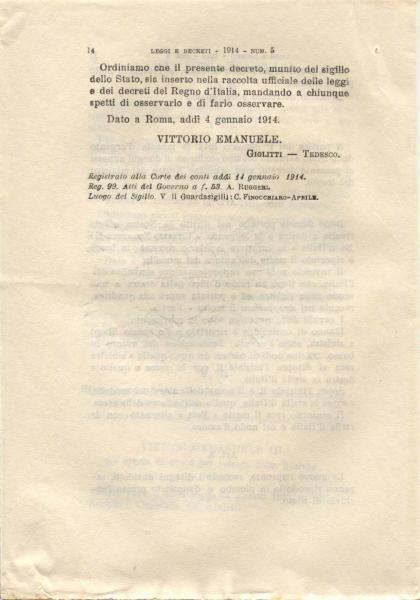 14 LEGGI E DECRETI - 1914 - NUM. 5
Ordiniamo che il presente decreto, munito del sigillo
dello Stato, sia inserto nella raccolta ufficiale delle leggi
e dei decreti del Regno d'Italia, mandando a chiunque
spetti di osservarlo e di farlo osservare.
Dato a Roma, addì 4 gennaio 1914.
VITTORIO EMANUELE.
GIOLITTI — TEDESCO.
Registrato alla Corte dei conti addì 14 gennaio 1914.
Reg. 99. Atti del Governo a f. 53. A. RUGGERI.
Luogo del Sigillo. V. Il Guardasigilli: C. FINOCCHIARO-APRILE.